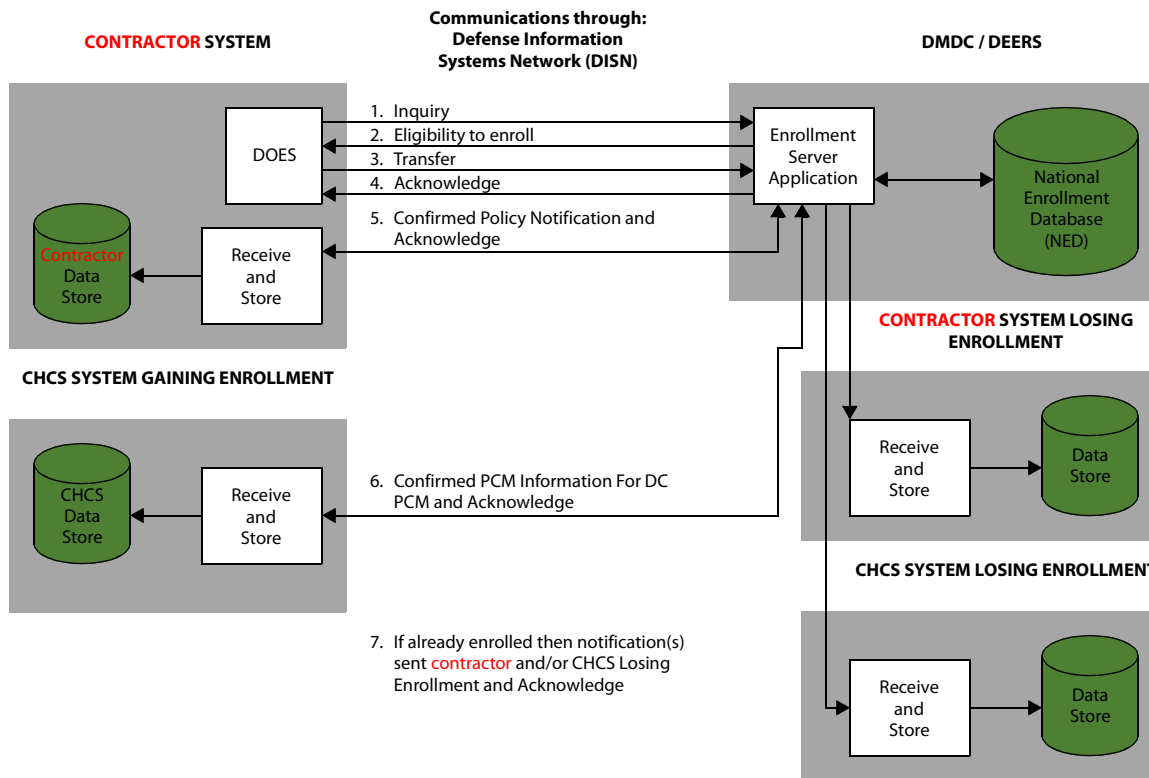 CONTRACTOR SYSTEM
Communications through:
Defense Information
Systems Network (DISN)
DMDC / DEERS
DOES
1. Inquiry
2. Eligibility to enroll
3. Transfer
4. Acknowledge
5. Confirmed Policy Notification and
Acknowledge
Enrollment
Server
Application
National
Enrollment
Database
(NED)
Contractor
Data
Store
Receive
and
Store
CONTRACTOR SYSTEM LOSING
ENROLLMENT
CHCS SYSTEM GAINING ENROLLMENT
CHCS
Data
Store
Receive
and
Store
6. Confirmed PCM Information For DC
PCM and Acknowledge
Receive
and
Store
Data
Store
CHCS SYSTEM LOSING ENROLLMENT
7. If already enrolled then notification(s)
sent contractor and/or CHCS Losing
Enrollment and Acknowledge
Receive
and
Store
Data
Store